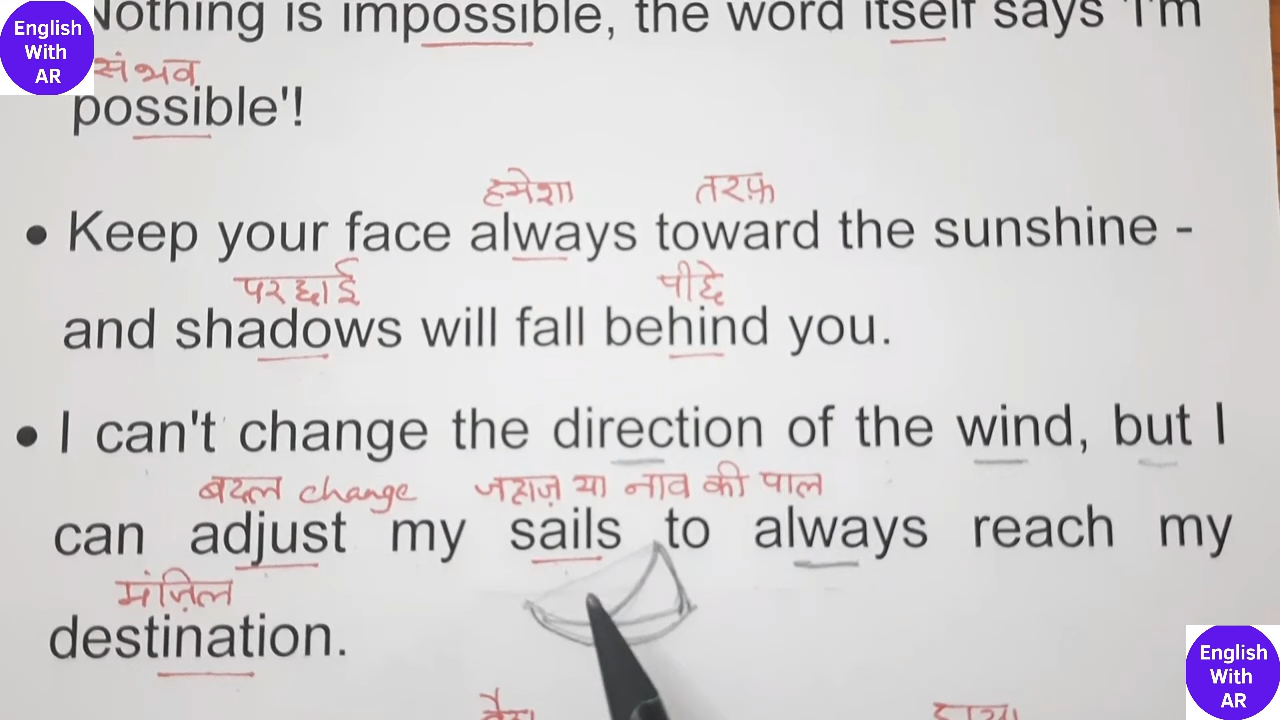 English
With
AR
Nothing is impossible, the word itself says 'I'm
संभव
possible'!
हमेशा तरफ़
• Keep your face always toward the sunshine -
परछाई पीछे
and shadows will fall behind you.
• I can't change the direction of the wind, but I
बदल change जहाज़ या नाव की पाल
can adjust my sails to always reach my
मंज़िल
destination.
English
With
AR